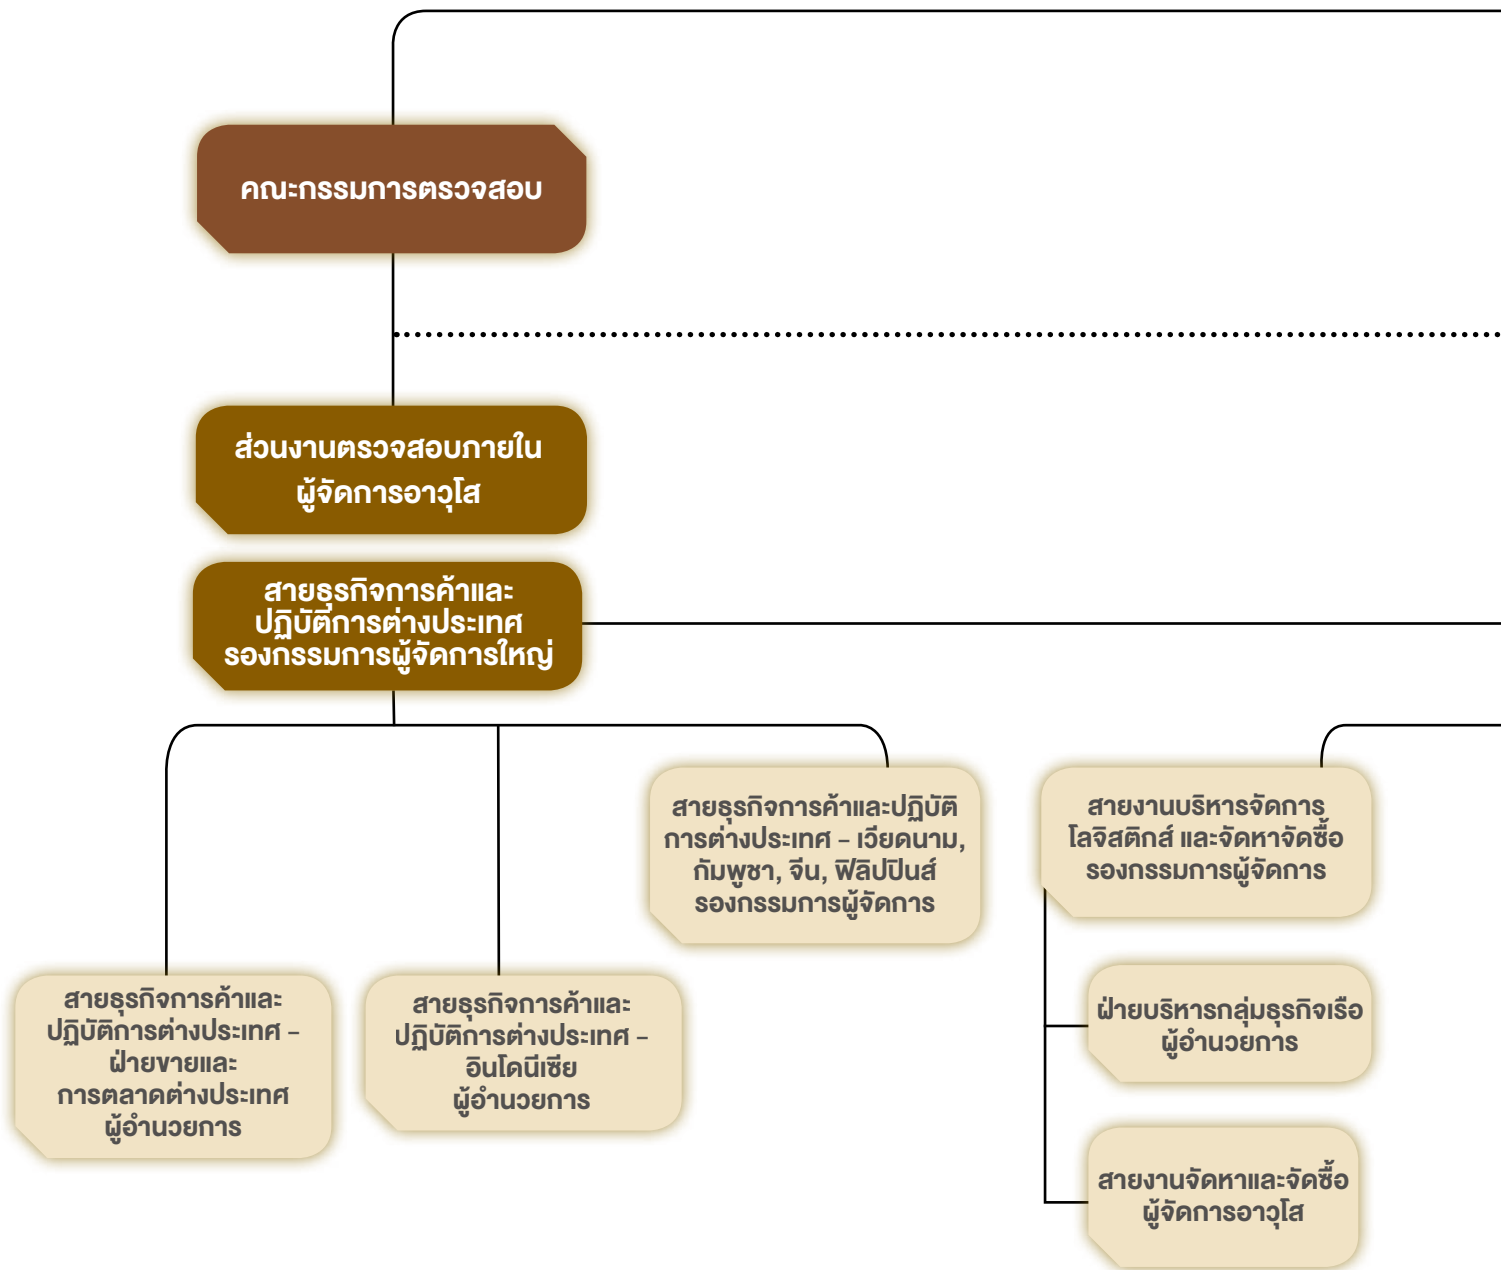 คณะกรรมการตรวจสอบ
ส่วนงานตรวจสอบภายใน
ผู้จัดการอาวุโส
สายธุรกิจการค้าและ
ปฏิบัติการต่างประเทศ
รองกรรมการผู้จัดการใหญ่
สายธุรกิจการค้าและปฏิบัติ
การต่างประเทศ – เวียดนาม,
กัมพูชา, จีน, ฟิลิปปินส์
รองกรรมการผู้จัดการ
สายงานบริหารจัดการ
โลจิสติกส์ และจัดหาจัดซื้อ
รองกรรมการผู้จัดการ
สายธุรกิจการค้าและ
ปฏิบัติการต่างประเทศ –
ฝ่ายขายและ
การตลาดต่างประเทศ
ผู้อำนวยการ
สายธุรกิจการค้าและ
ปฏิบัติการต่างประเทศ –
อินโดนีเซีย
ผู้อำนวยการ
ฝ่ายบริหารกลุ่มธุรกิจเรือ
ผู้อำนวยการ
สายงานจัดหาและจัดซื้อ
ผู้จัดการอาวุโส